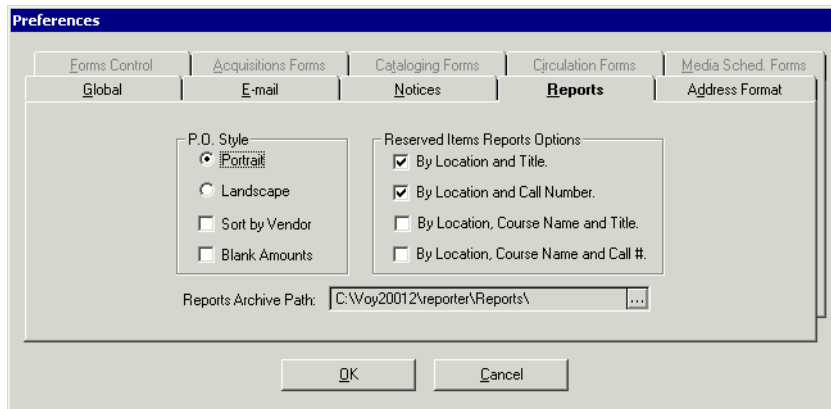 Preferences
Forms Control Acquisitions Forms Cataloging Forms Circulation Forms Media Sched. Forms
Global E-mail Notices Reports Address Format
P.O. Style
Portrait
Landscape
Sort by Vendor
Blank Amounts
Reserved Items Reports Options
By Location and Title.
By Location and Call Number.
By Location, Course Name and Title.
By Location, Course Name and Call #.
Reports Archive Path: C:\Voy20012\reporter\Reports\ ...
OK Cancel